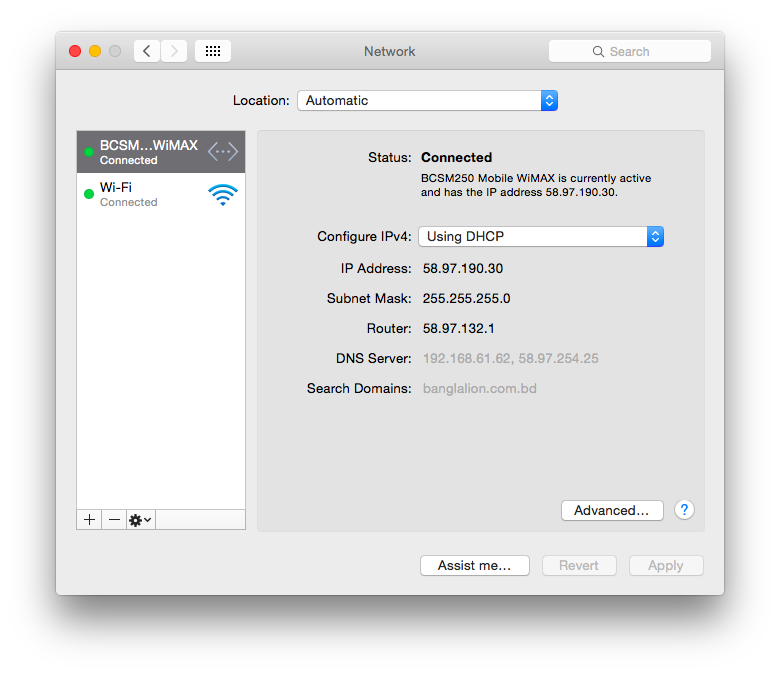 Network
Search
Location: Automatic
BCSM...WiMAX
Connected
Wi-Fi
Connected
Status: Connected
BCSM250 Mobile WiMAX is currently active
and has the IP address 58.97.190.30.
Configure IPv4: Using DHCP
IP Address: 58.97.190.30
Subnet Mask: 255.255.255.0
Router: 58.97.132.1
DNS Server: 192.168.61.62, 58.97.254.25
Search Domains: banglalion.com.bd
Advanced...
?
Assist me...
Revert
Apply